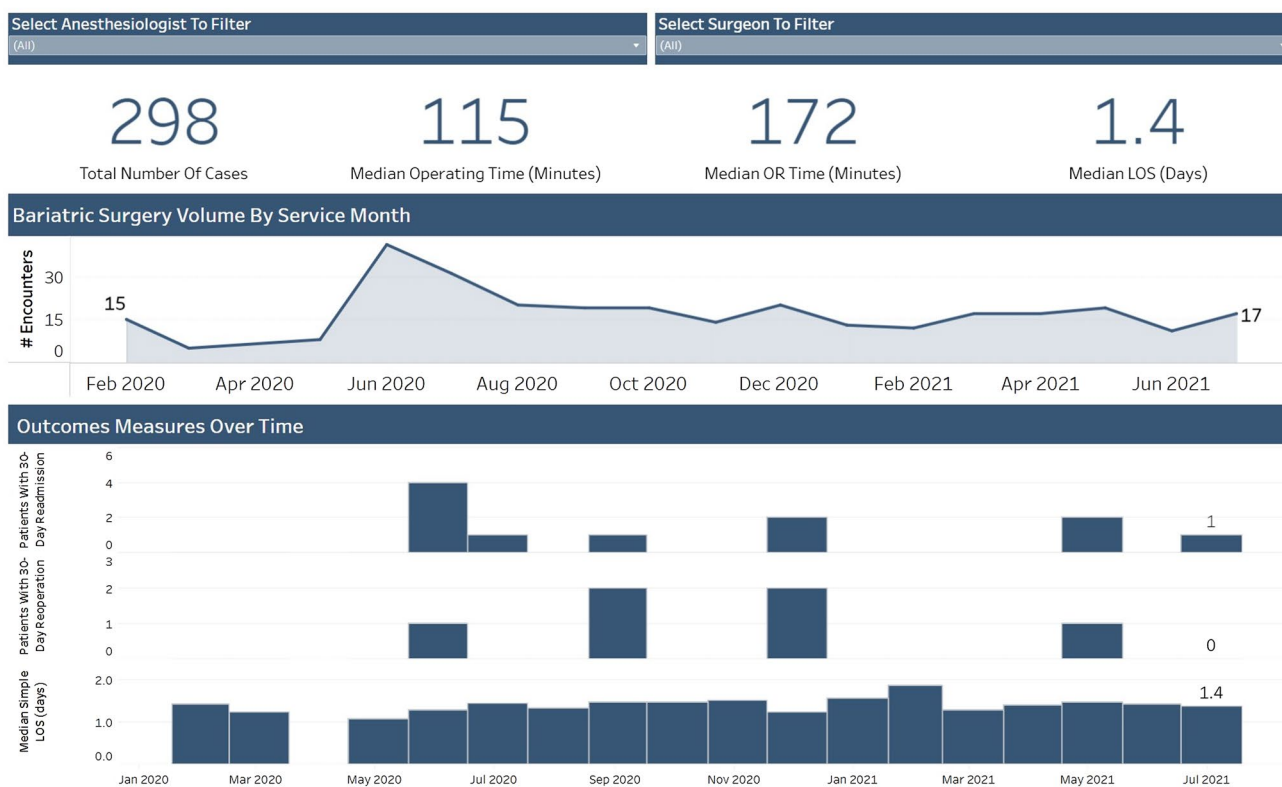 Select Anesthesiologist To Filter
(All)
Select Surgeon To Filter
(All)
298
Total Number Of Cases
115
Median Operating Time (Minutes)
172
Median OR Time (Minutes)
1.4
Median LOS (Days)
Bariatric Surgery Volume By Service Month
# Encounters
30
15
0
15
17
Feb 2020
Apr 2020
Jun 2020
Aug 2020
Oct 2020
Dec 2020
Feb 2021
Apr 2021
Jun 2021
Outcomes Measures Over Time
Patients With 30-
Day Readmission
6
4
2
0
1
Patients With 30-
Day Reoperation
3
2
1
0
0
Median Simple
LOS (days)
2.0
1.0
0.0
1.4
Jan 2020
Mar 2020
May 2020
Jul 2020
Sep 2020
Nov 2020
Jan 2021
Mar 2021
May 2021
Jul 2021